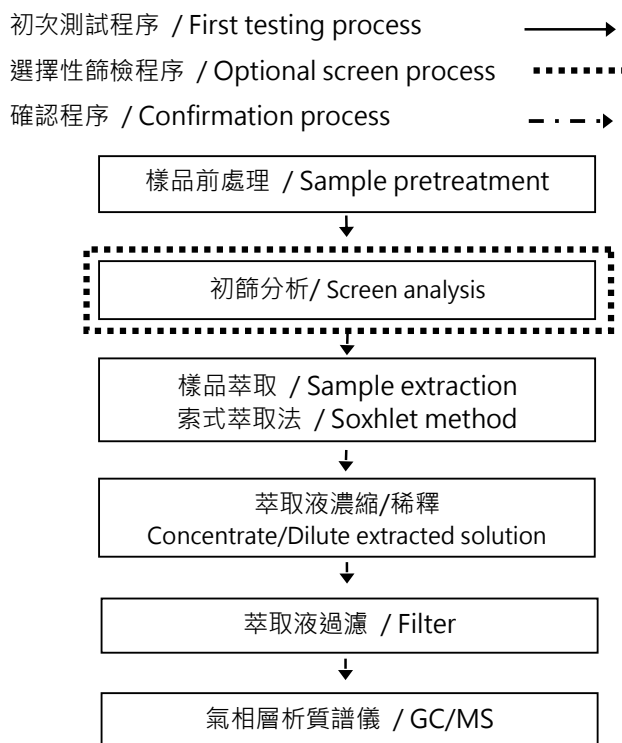 初次測試程序 / First testing process
選擇性篩檢程序 / Optional screen process
確認程序 / Confirmation process
樣品前處理 / Sample pretreatment
初篩分析/ Screen analysis
樣品萃取 / Sample extraction
索式萃取法 / Soxhlet method
萃取液濃縮/稀釋
Concentrate/Dilute extracted solution
萃取液過濾 / Filter
氣相層析質譜儀 / GC/MS